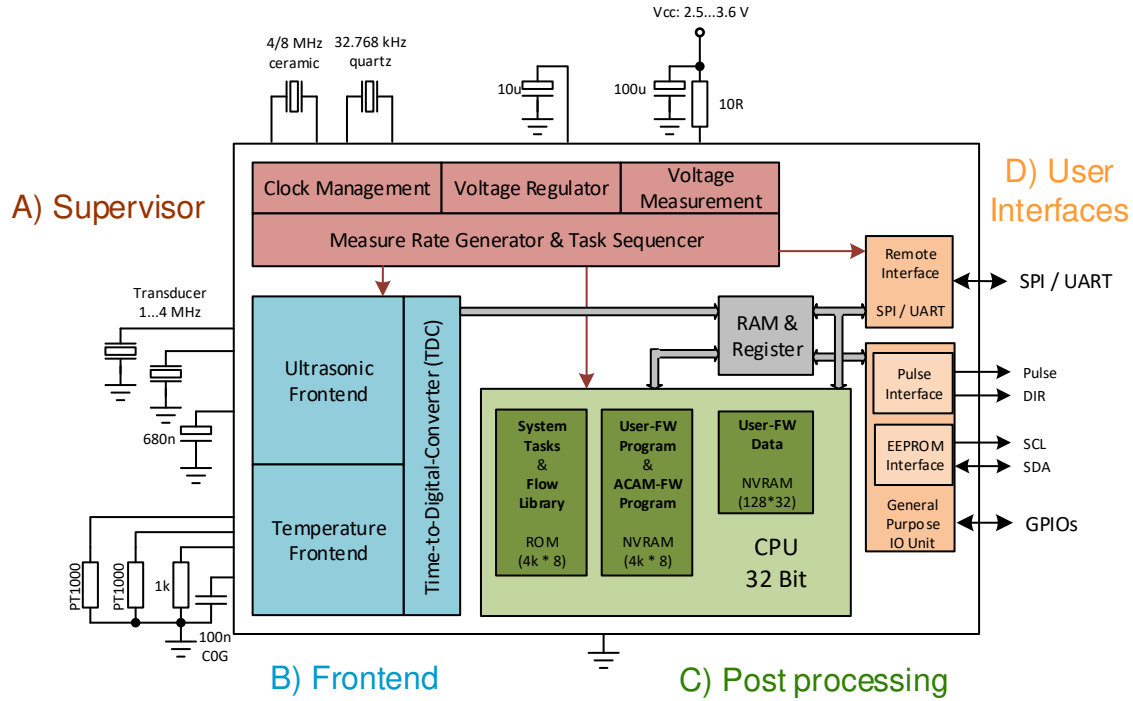 Vcc: 2.5...3.6 V
4/8 MHz
ceramic
32.768 kHz
quartz
10u
100u
10R
A) Supervisor
Clock Management
Voltage Regulator
Voltage
Measurement
Measure Rate Generator & Task Sequencer
D) User
Interfaces
Remote
Interface
SPI / UART
SPI / UART
Transducer
1...4 MHz
680n
Ultrasonic
Frontend
Temperature
Frontend
Time-to-Digital-Converter (TDC)
RAM &
Register
Pulse
Interface
Pulse
DIR
EEPROM
Interface
SCL
SDA
General
Purpose
IO Unit
GPIOs
System
Tasks
&
Flow
Library
ROM
(4k * 8)
User-FW
Program
&
ACAM-FW
Program
NVRAM
(4k * 8)
User-FW
Data
NVRAM
(128*32)
CPU
32 Bit
PT1000
PT1000
1k
100n
C0G
B) Frontend
C) Post processing